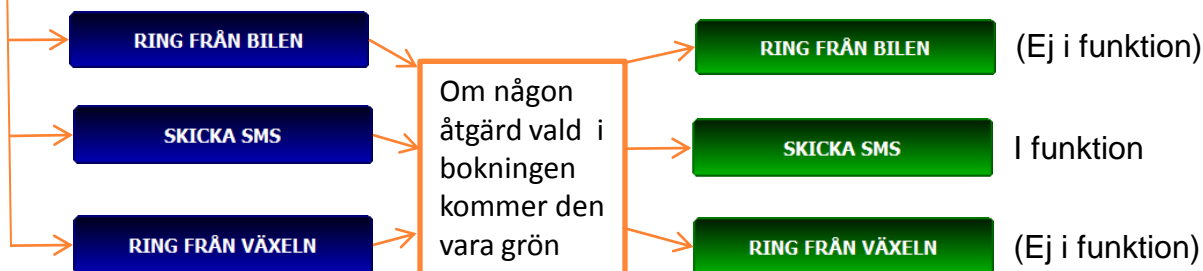 RING FRÅN BILEN
SKICKA SMS
RING FRÅN VÄXELN
Om någon
åtgärd vald i
bokningen
kommer den
vara grön
RING FRÅN BILEN (Ej i funktion)
SKICKA SMS I funktion
RING FRÅN VÄXELN (Ej i funktion)